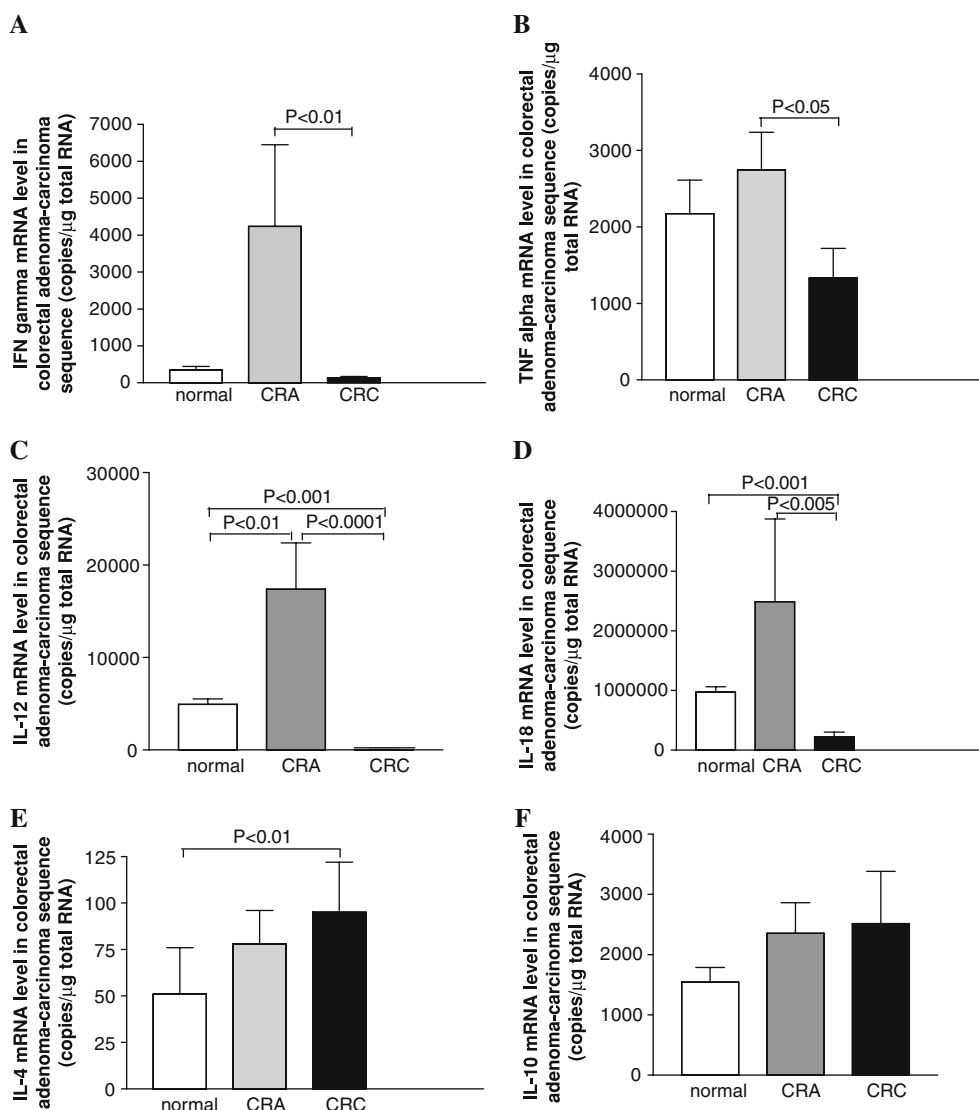 A
IFN gamma mRNA level in
colorectal adenoma-carcinoma
sequence (copies/µg total RNA)
7000
6000
5000
4000
3000
2000
1000
0
P<0.01
normal CRA CRC
B
TNF alpha mRNA level in colorectal
adenoma-carcinoma sequence (copies/µg
total RNA)
4000
3000
2000
1000
0
P<0.05
normal CRA CRC
C
IL-12 mRNA level in colorectal
adenoma-carcinoma sequence
(copies/µg total RNA)
30000
20000
10000
0
P<0.001
P<0.01 P<0.0001
normal CRA CRC
D
IL-18 mRNA level in colorectal
adenoma-carcinoma sequence
(copies/µg total RNA)
4000000
3000000
2000000
1000000
0
P<0.001
P<0.005
normal CRA CRC
E
IL-4 mRNA level in colorectal
adenoma-carcinoma sequence
(copies/µg total RNA)
125
100
75
50
25
0
P<0.01
normal CRA CRC
F
IL-10 mRNA level in colorectal
adenoma-carcinoma sequence
(copies/µg total RNA)
4000
3000
2000
1000
0
normal CRA CRC